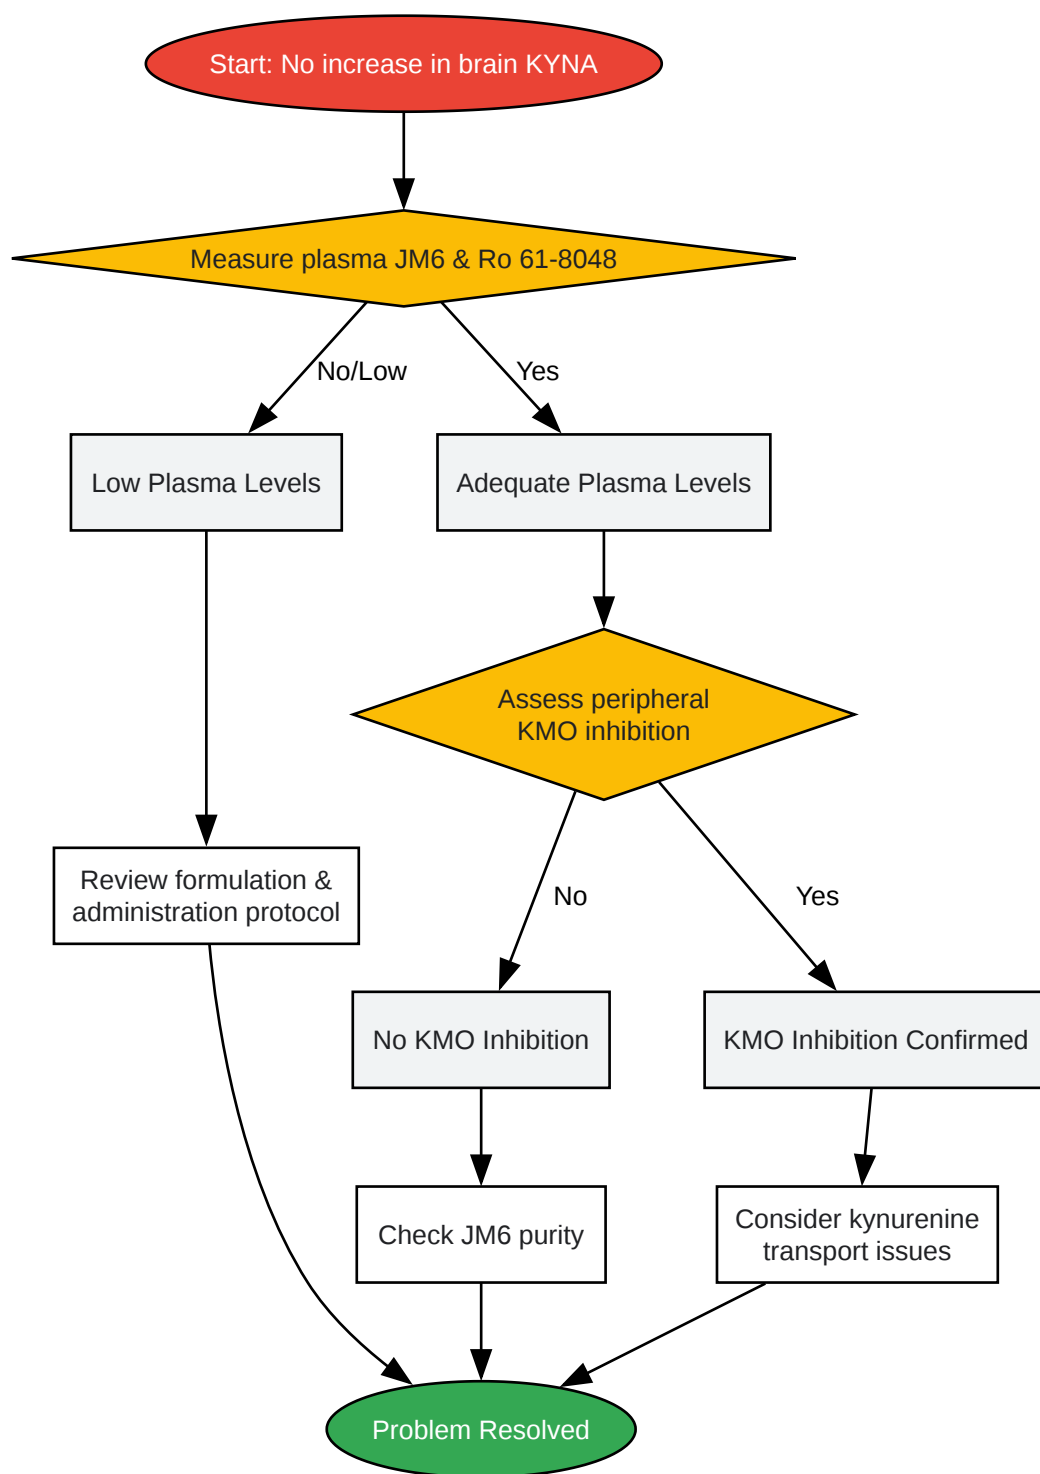 Start: No increase in brain KYNA
Measure plasma JM6 & Ro 61-8048
No/Low
Yes
Low Plasma Levels
Adequate Plasma Levels
Assess peripheral
KMO inhibition
Review formulation &
administration protocol
No
Yes
No KMO Inhibition
KMO Inhibition Confirmed
Check JM6 purity
Consider kynurenine
transport issues
Problem Resolved